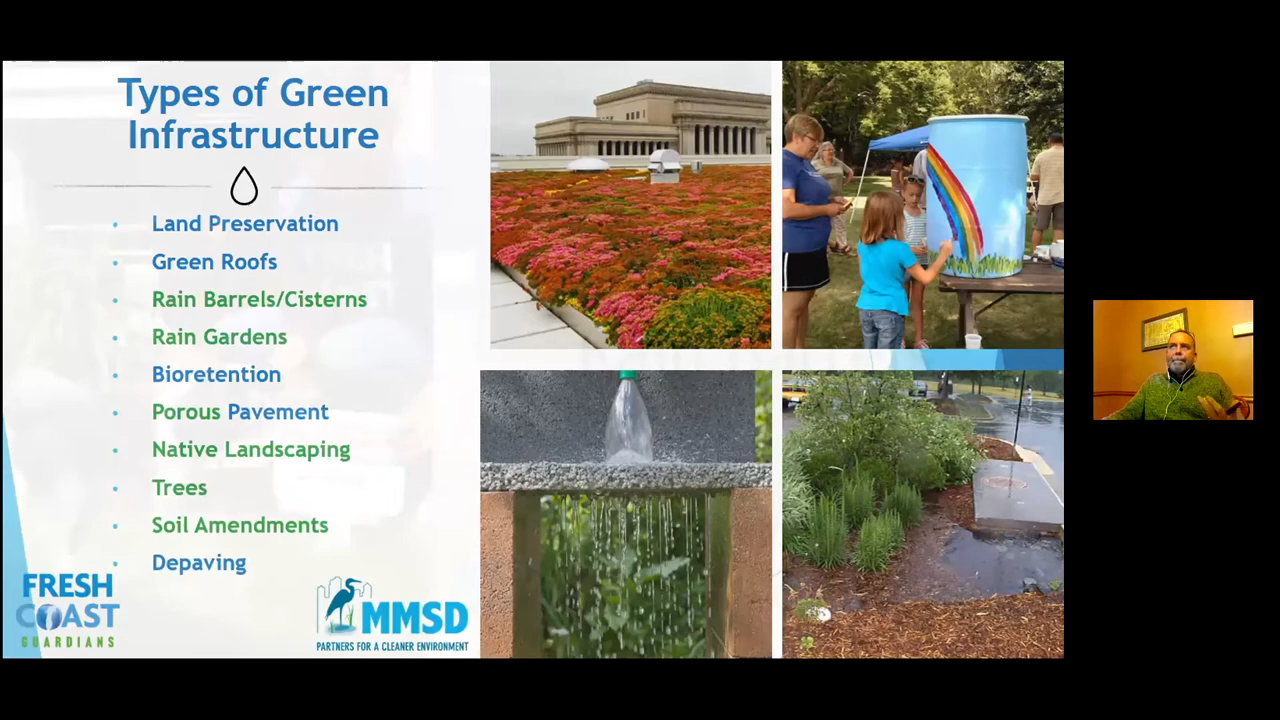 Types of Green
Infrastructure
Land Preservation
Green Roofs
Rain Barrels/Cisterns
Rain Gardens
Bioretention
Porous Pavement
Native Landscaping
Trees
Soil Amendments
Depaving
FRESH
COAST
GUARDIANS
MMSD
PARTNERS FOR A CLEANER ENVIRONMENT